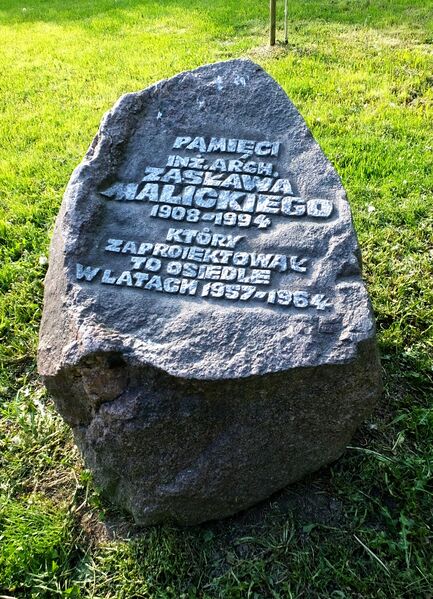 PAMIĘCI
INŻ. ARCH.
ZASŁAWA
MALICKIEGO
1908-1994
KTÓRY
ZAPROJEKTOWAŁ
TO OSIEDLE
W LATACH 1957-1964